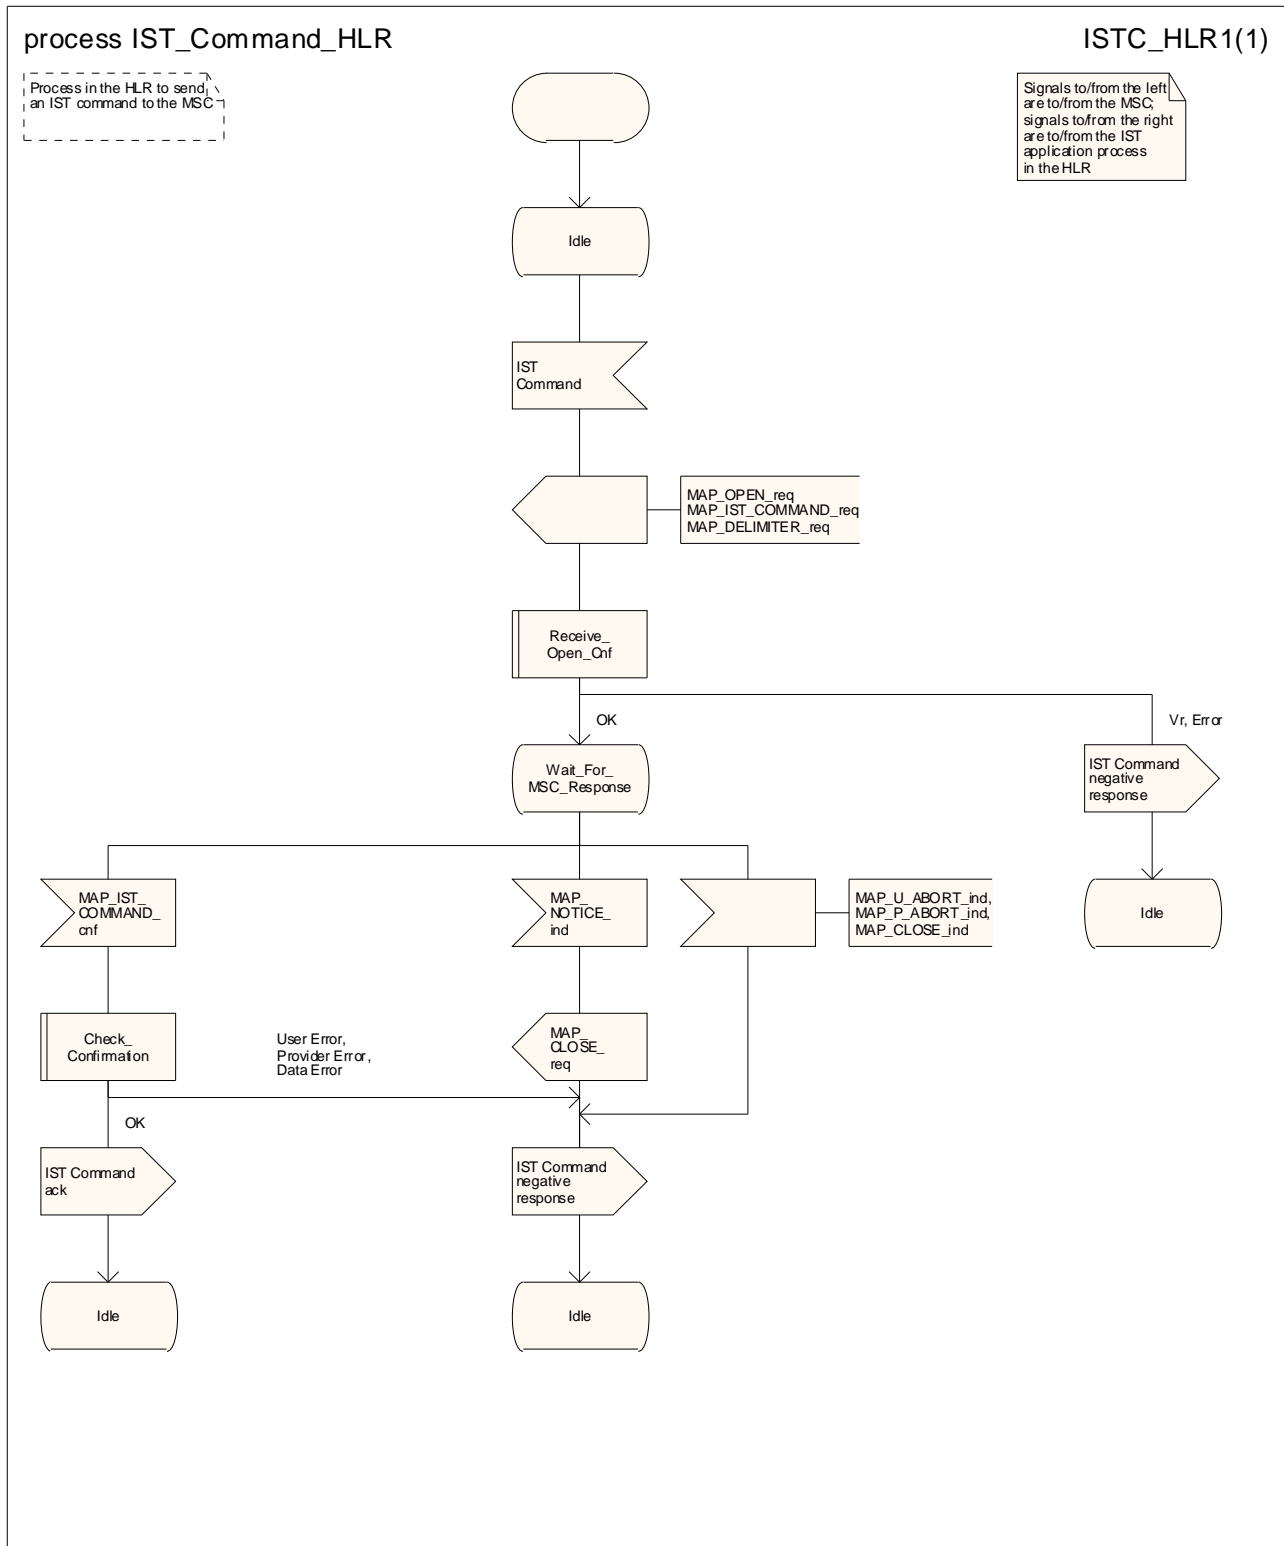 process IST_Command_HLR
ISTC_HLR1(1)
Process in the HLR to send
an IST command to the MSC
Signals to/from the left
are to/from the MSC;
signals to/from the right
are to/from the IST
application process
in the HLR
Idle
IST
Command
MAP_OPEN_req
MAP_IST_COMMAND_req
MAP_DELIMITER_req
Receive_
Open_Cnf
OK
Vr, Error
Wait_For_
MSC_Response
IST Command
negative
response
MAP_IST_
COMMAND_
cnf
MAP_
NOTICE_
ind
MAP_U_ABORT_ind,
MAP_P_ABORT_ind,
MAP_CLOSE_ind
Idle
Check_
Confirmation
User Error,
Provider Error,
Data Error
MAP_
CLOSE_
req
OK
IST Command
ack
IST Command
negative
response
Idle
Idle